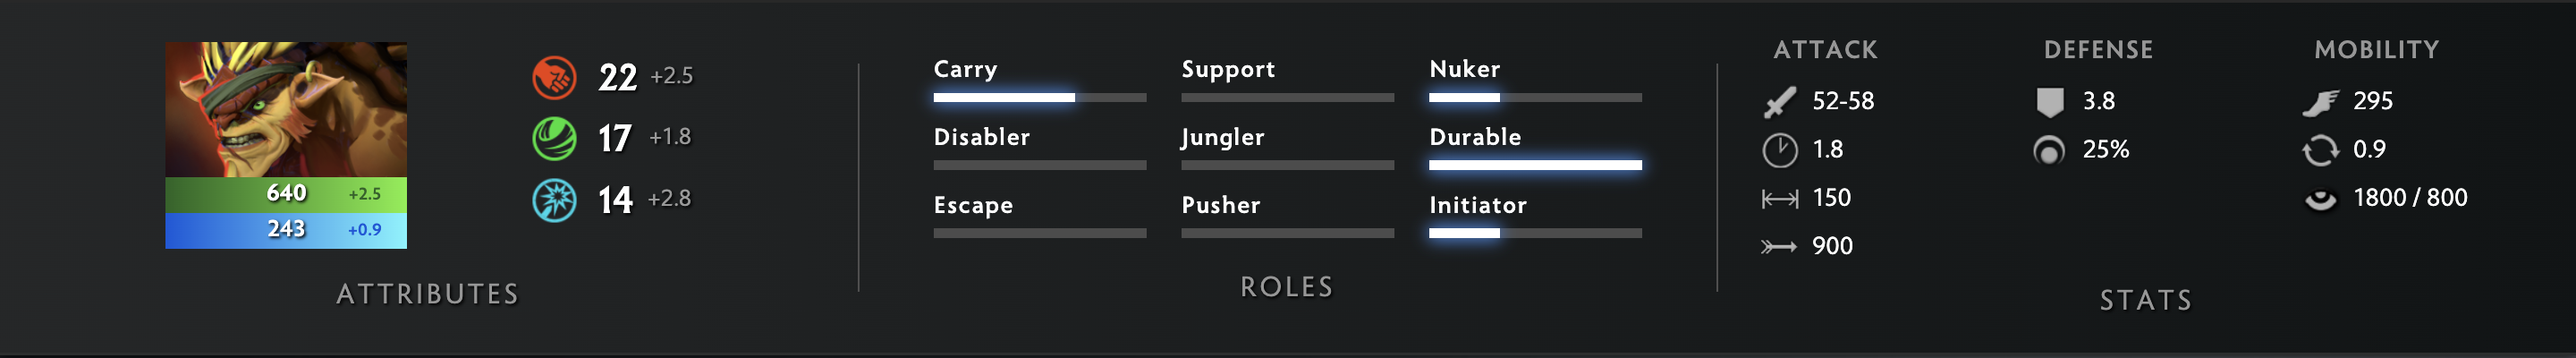 640 +2.5
243 +0.9
22 +2.5
17 +1.8
14 +2.8
ATTRIBUTES
Carry Support Nuker
Disabler Jungler Durable
Escape Pusher Initiator
ROLES
ATTACK DEFENSE MOBILITY
52-58 3.8 295
1.8 25% 0.9
150 1800 / 800
900
STATS